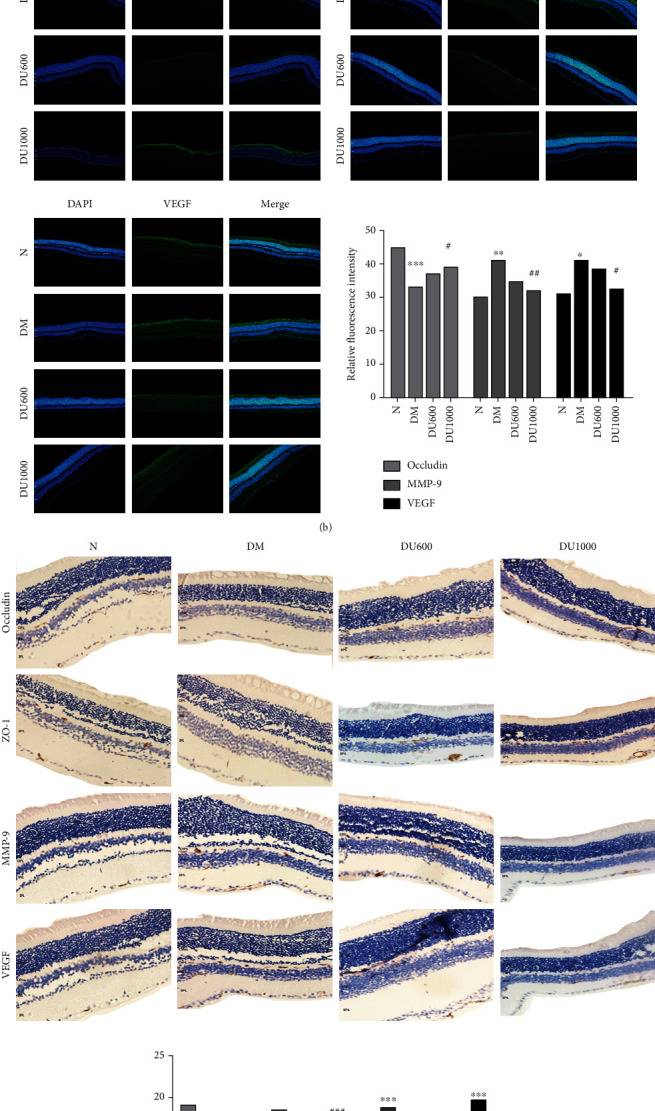 DU600
DU1000
DU600
DU1000
DAPI VEGF Merge
N
DM
DU600
DU1000
Relative fluorescence intensity
50
40
30
20
10
0
***
#
**
##
*
#
N DM DU600 DU1000 N DM DU600 DU1000 N DM DU600 DU1000
Occludin
MMP-9
VEGF
(b)
N DM DU600 DU1000
Occludin
ZO-1
MMP-9
VEGF
25
20
###
***
***